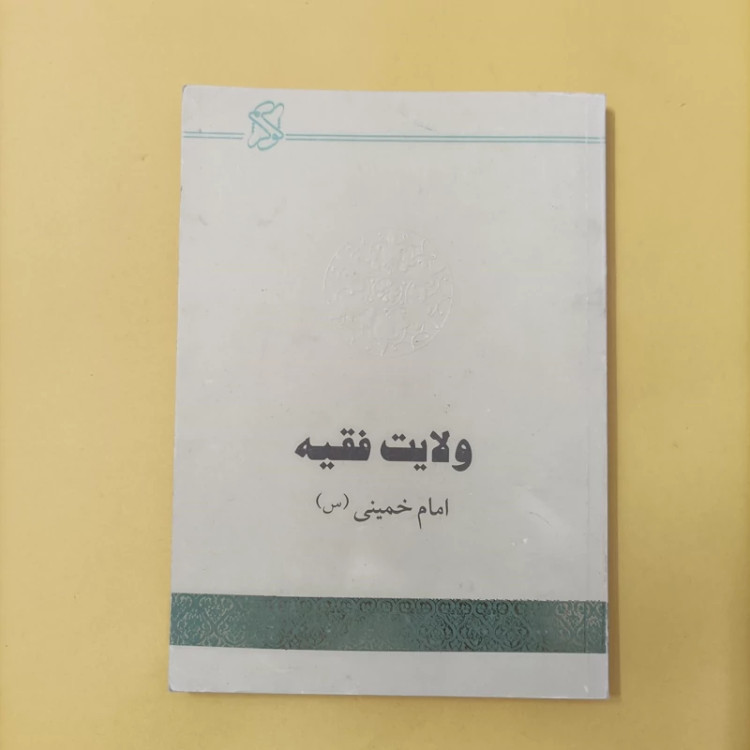 ولایت فقیه
امام خمینی (س)